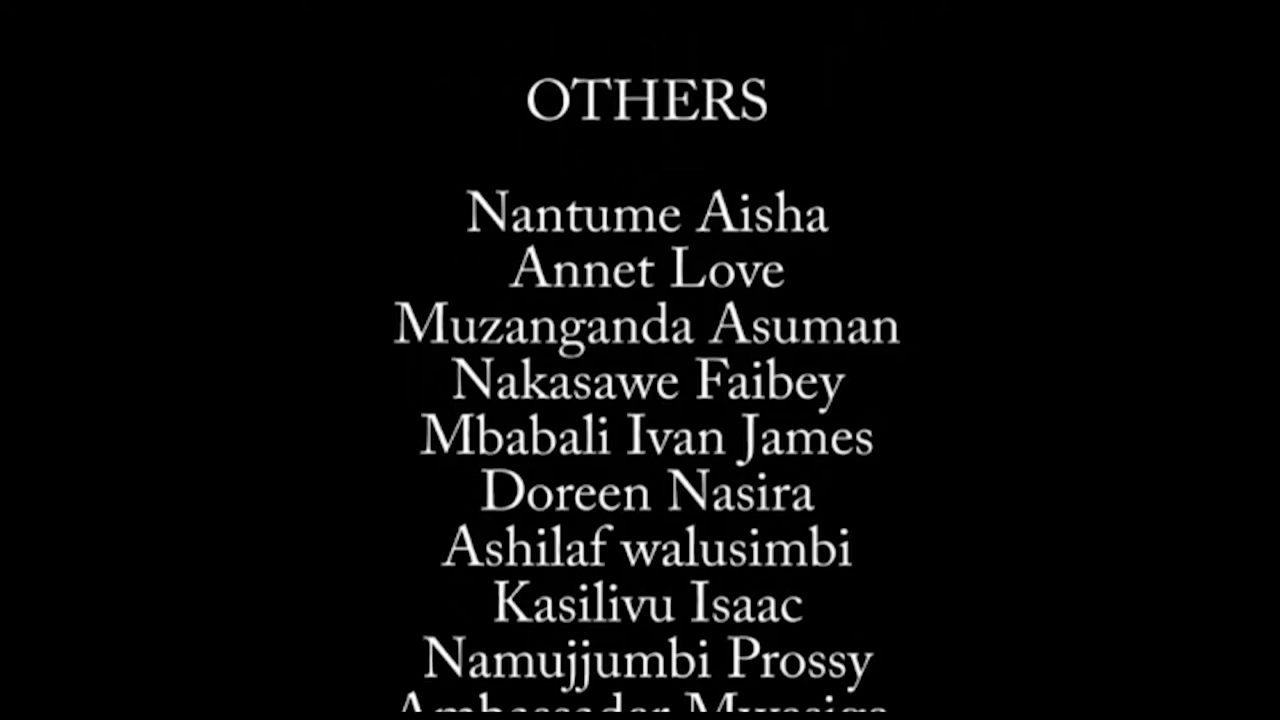 OTHERS
Nantume Aisha
Annet Love
Muzanganda Asuman
Nakasawe Faibey
Mbabali Ivan James
Doreen Nasira
Ashilaf walusimbi
Kasilivu Isaac
Namujjumbi Prossy